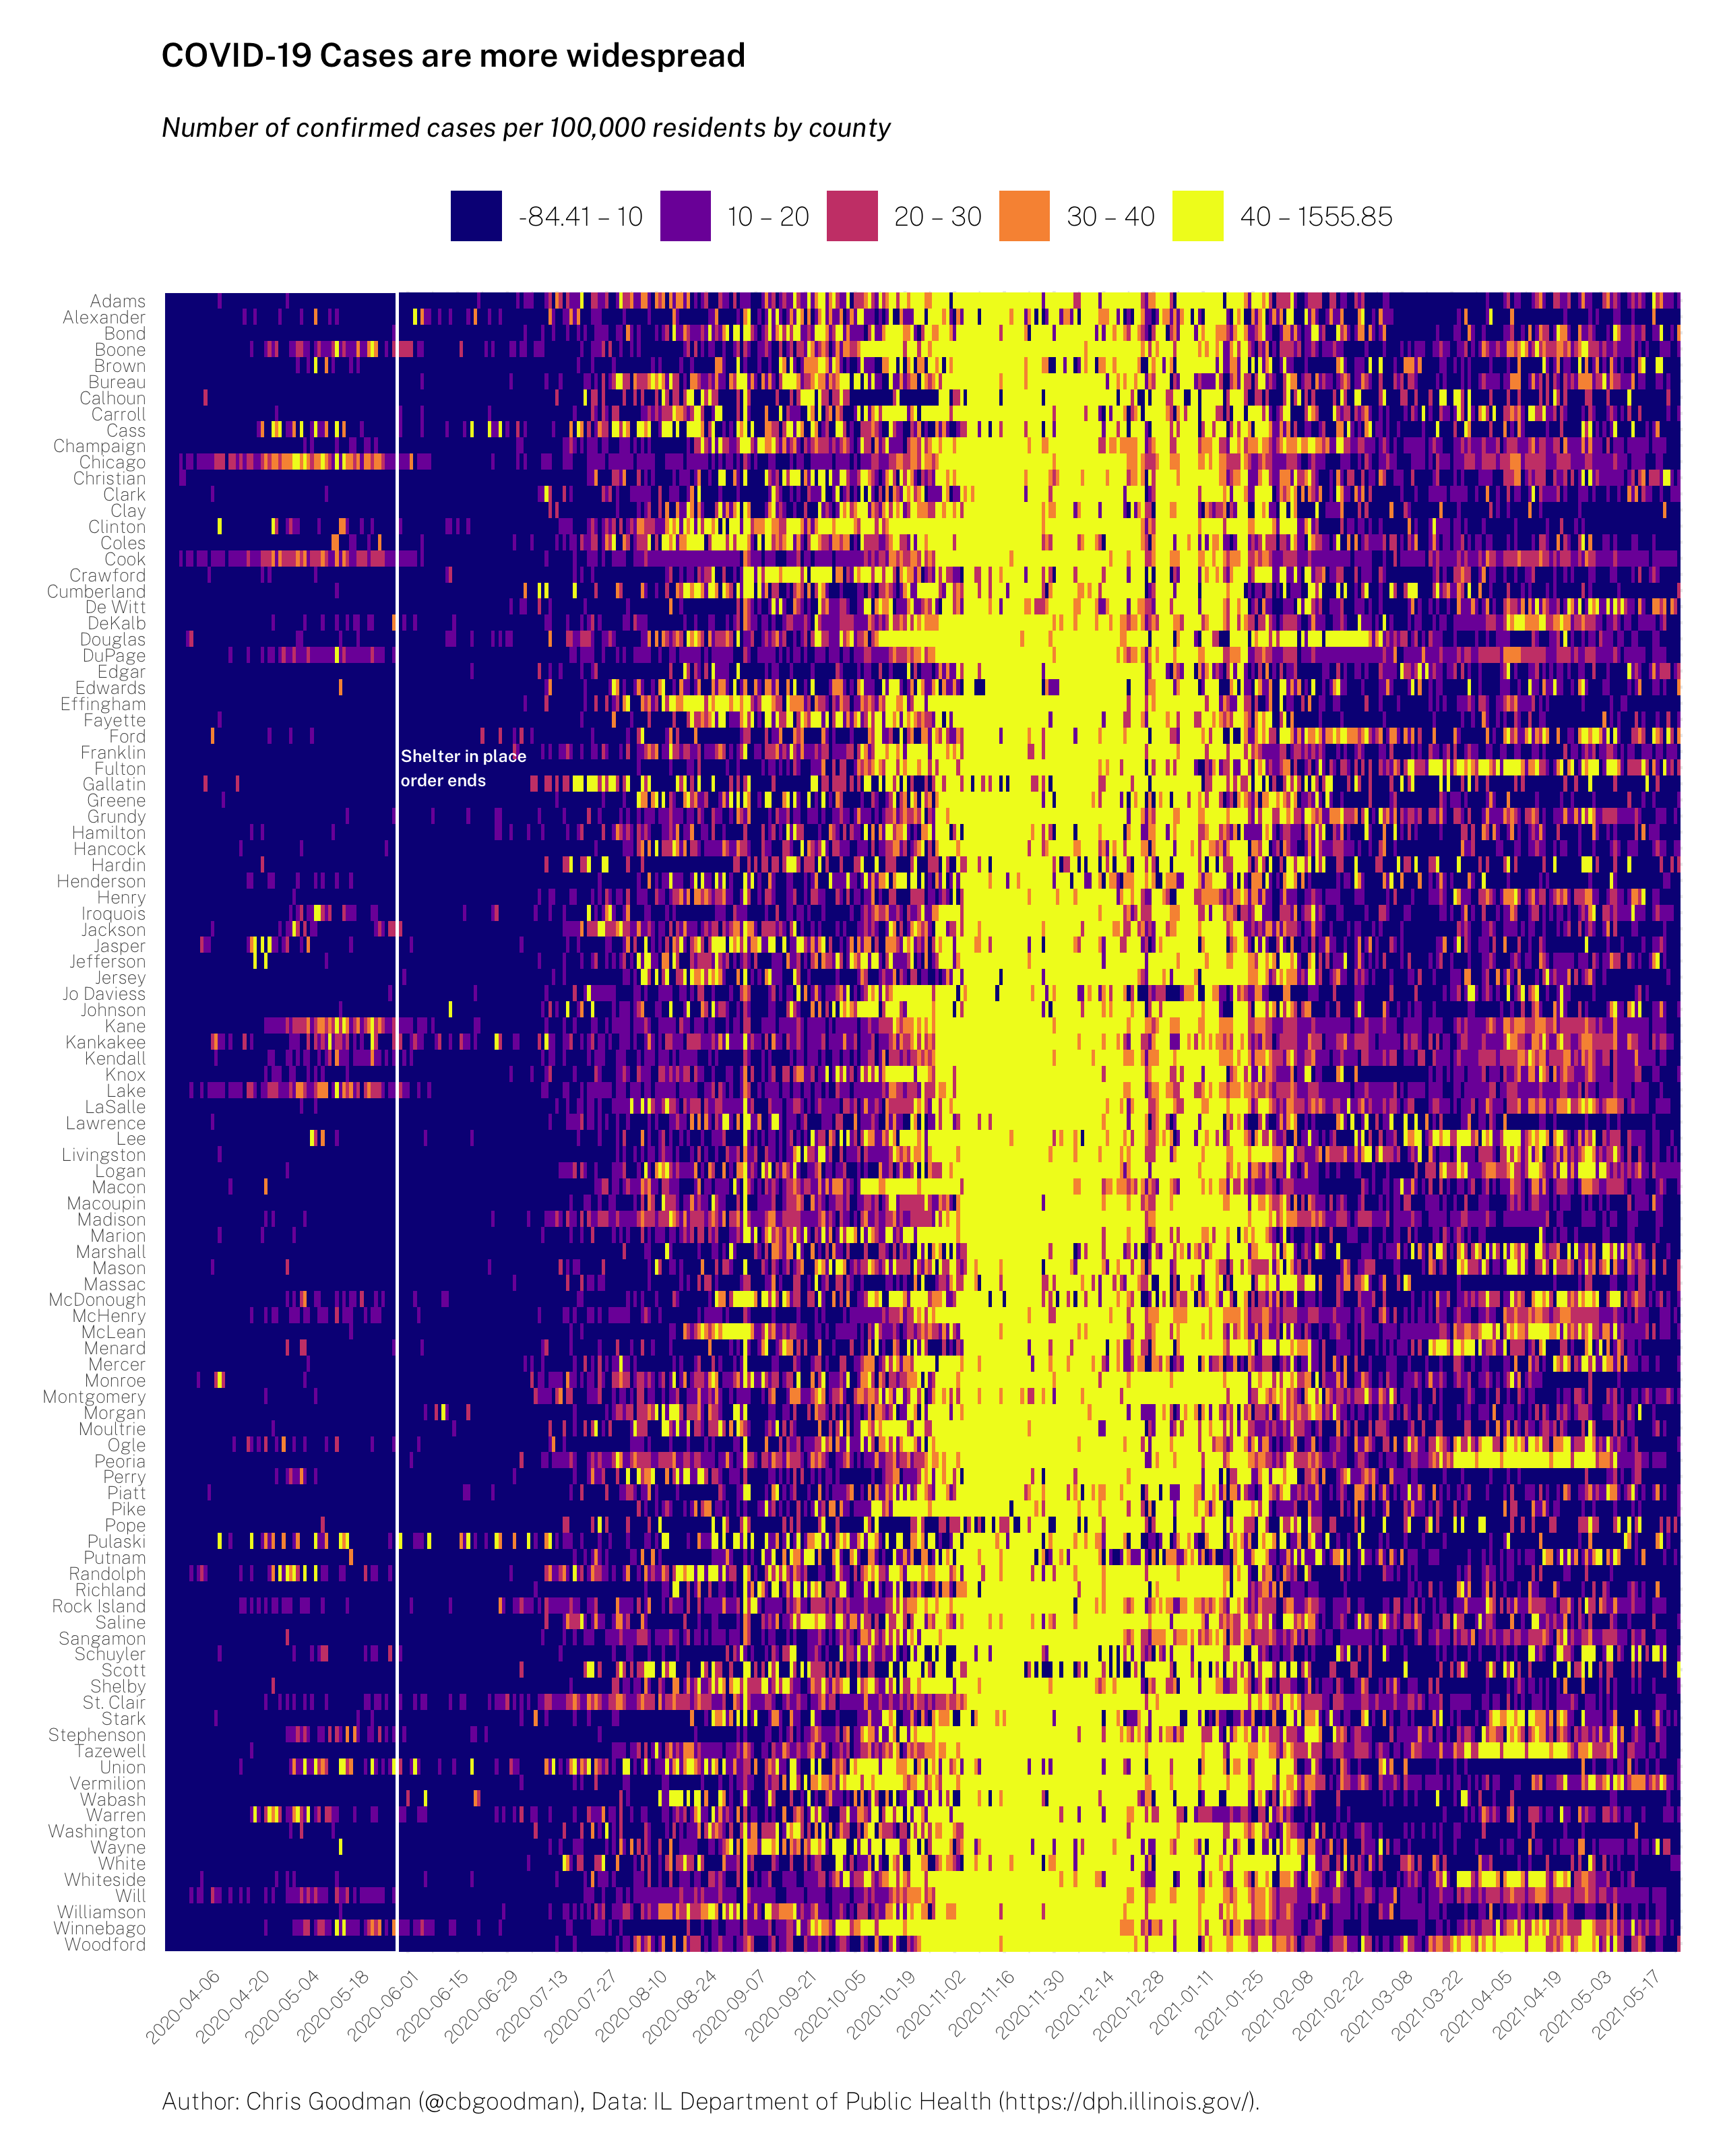 COVID-19 Cases are more widespread
Number of confirmed cases per 100,000 residents by county
-84.41 – 10 10 – 20 20 – 30 30 – 40 40 – 1555.85
Adams
Alexander
Bond
Boone
Brown
Bureau
Calhoun
Carroll
Cass
Champaign
Chicago
Christian
Clark
Clay
Clinton
Coles
Cook
Crawford
Cumberland
De Witt
DeKalb
Douglas
DuPage
Edgar
Edwards
Effingham
Fayette
Ford
Franklin
Fulton
Gallatin
Greene
Grundy
Hamilton
Hancock
Hardin
Henderson
Henry
Iroquois
Jackson
Jasper
Jefferson
Jersey
Jo Daviess
Johnson
Kane
Kankakee
Kendall
Knox
Lake
LaSalle
Lawrence
Lee
Livingston
Logan
Macon
Macoupin
Madison
Marion
Marshall
Mason
Massac
McDonough
McHenry
McLean
Menard
Mercer
Monroe
Montgomery
Morgan
Moultrie
Ogle
Peoria
Perry
Piatt
Pike
Pope
Pulaski
Putnam
Randolph
Richland
Rock Island
Saline
Sangamon
Schuyler
Scott
Shelby
St. Clair
Stark
Stephenson
Tazewell
Union
Vermilion
Wabash
Warren
Washington
Wayne
White
Whiteside
Will
Williamson
Winnebago
Woodford
Shelter in place
order ends
2020-04-06
2020-04-20
2020-05-04
2020-05-18
2020-06-01
2020-06-15
2020-06-29
2020-07-13
2020-07-27
2020-08-10
2020-08-24
2020-09-07
2020-09-21
2020-10-05
2020-10-19
2020-11-02
2020-11-16
2020-11-30
2020-12-14
2020-12-28
2021-01-11
2021-01-25
2021-02-08
2021-02-22
2021-03-08
2021-03-22
2021-04-05
2021-04-19
2021-05-03
2021-05-17
Author: Chris Goodman (@cbgoodman), Data: IL Department of Public Health (https://dph.illinois.gov/).